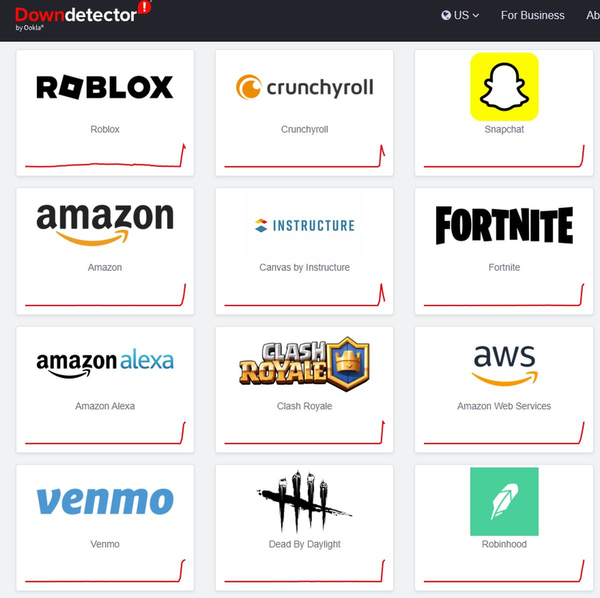 Downdetector
by Ookla®
US
For Business
Ab
ROBLOX
Roblox
crunchyroll
Crunchyroll
Snapchat
amazon
Amazon
INSTRUCTURE
Canvas by Instructure
FORTNITE
Fortnite
amazon alexa
Amazon Alexa
CLASH
ROYALE
Clash Royale
aws
Amazon Web Services
venmo
Venmo
Dead By Daylight
Robinhood